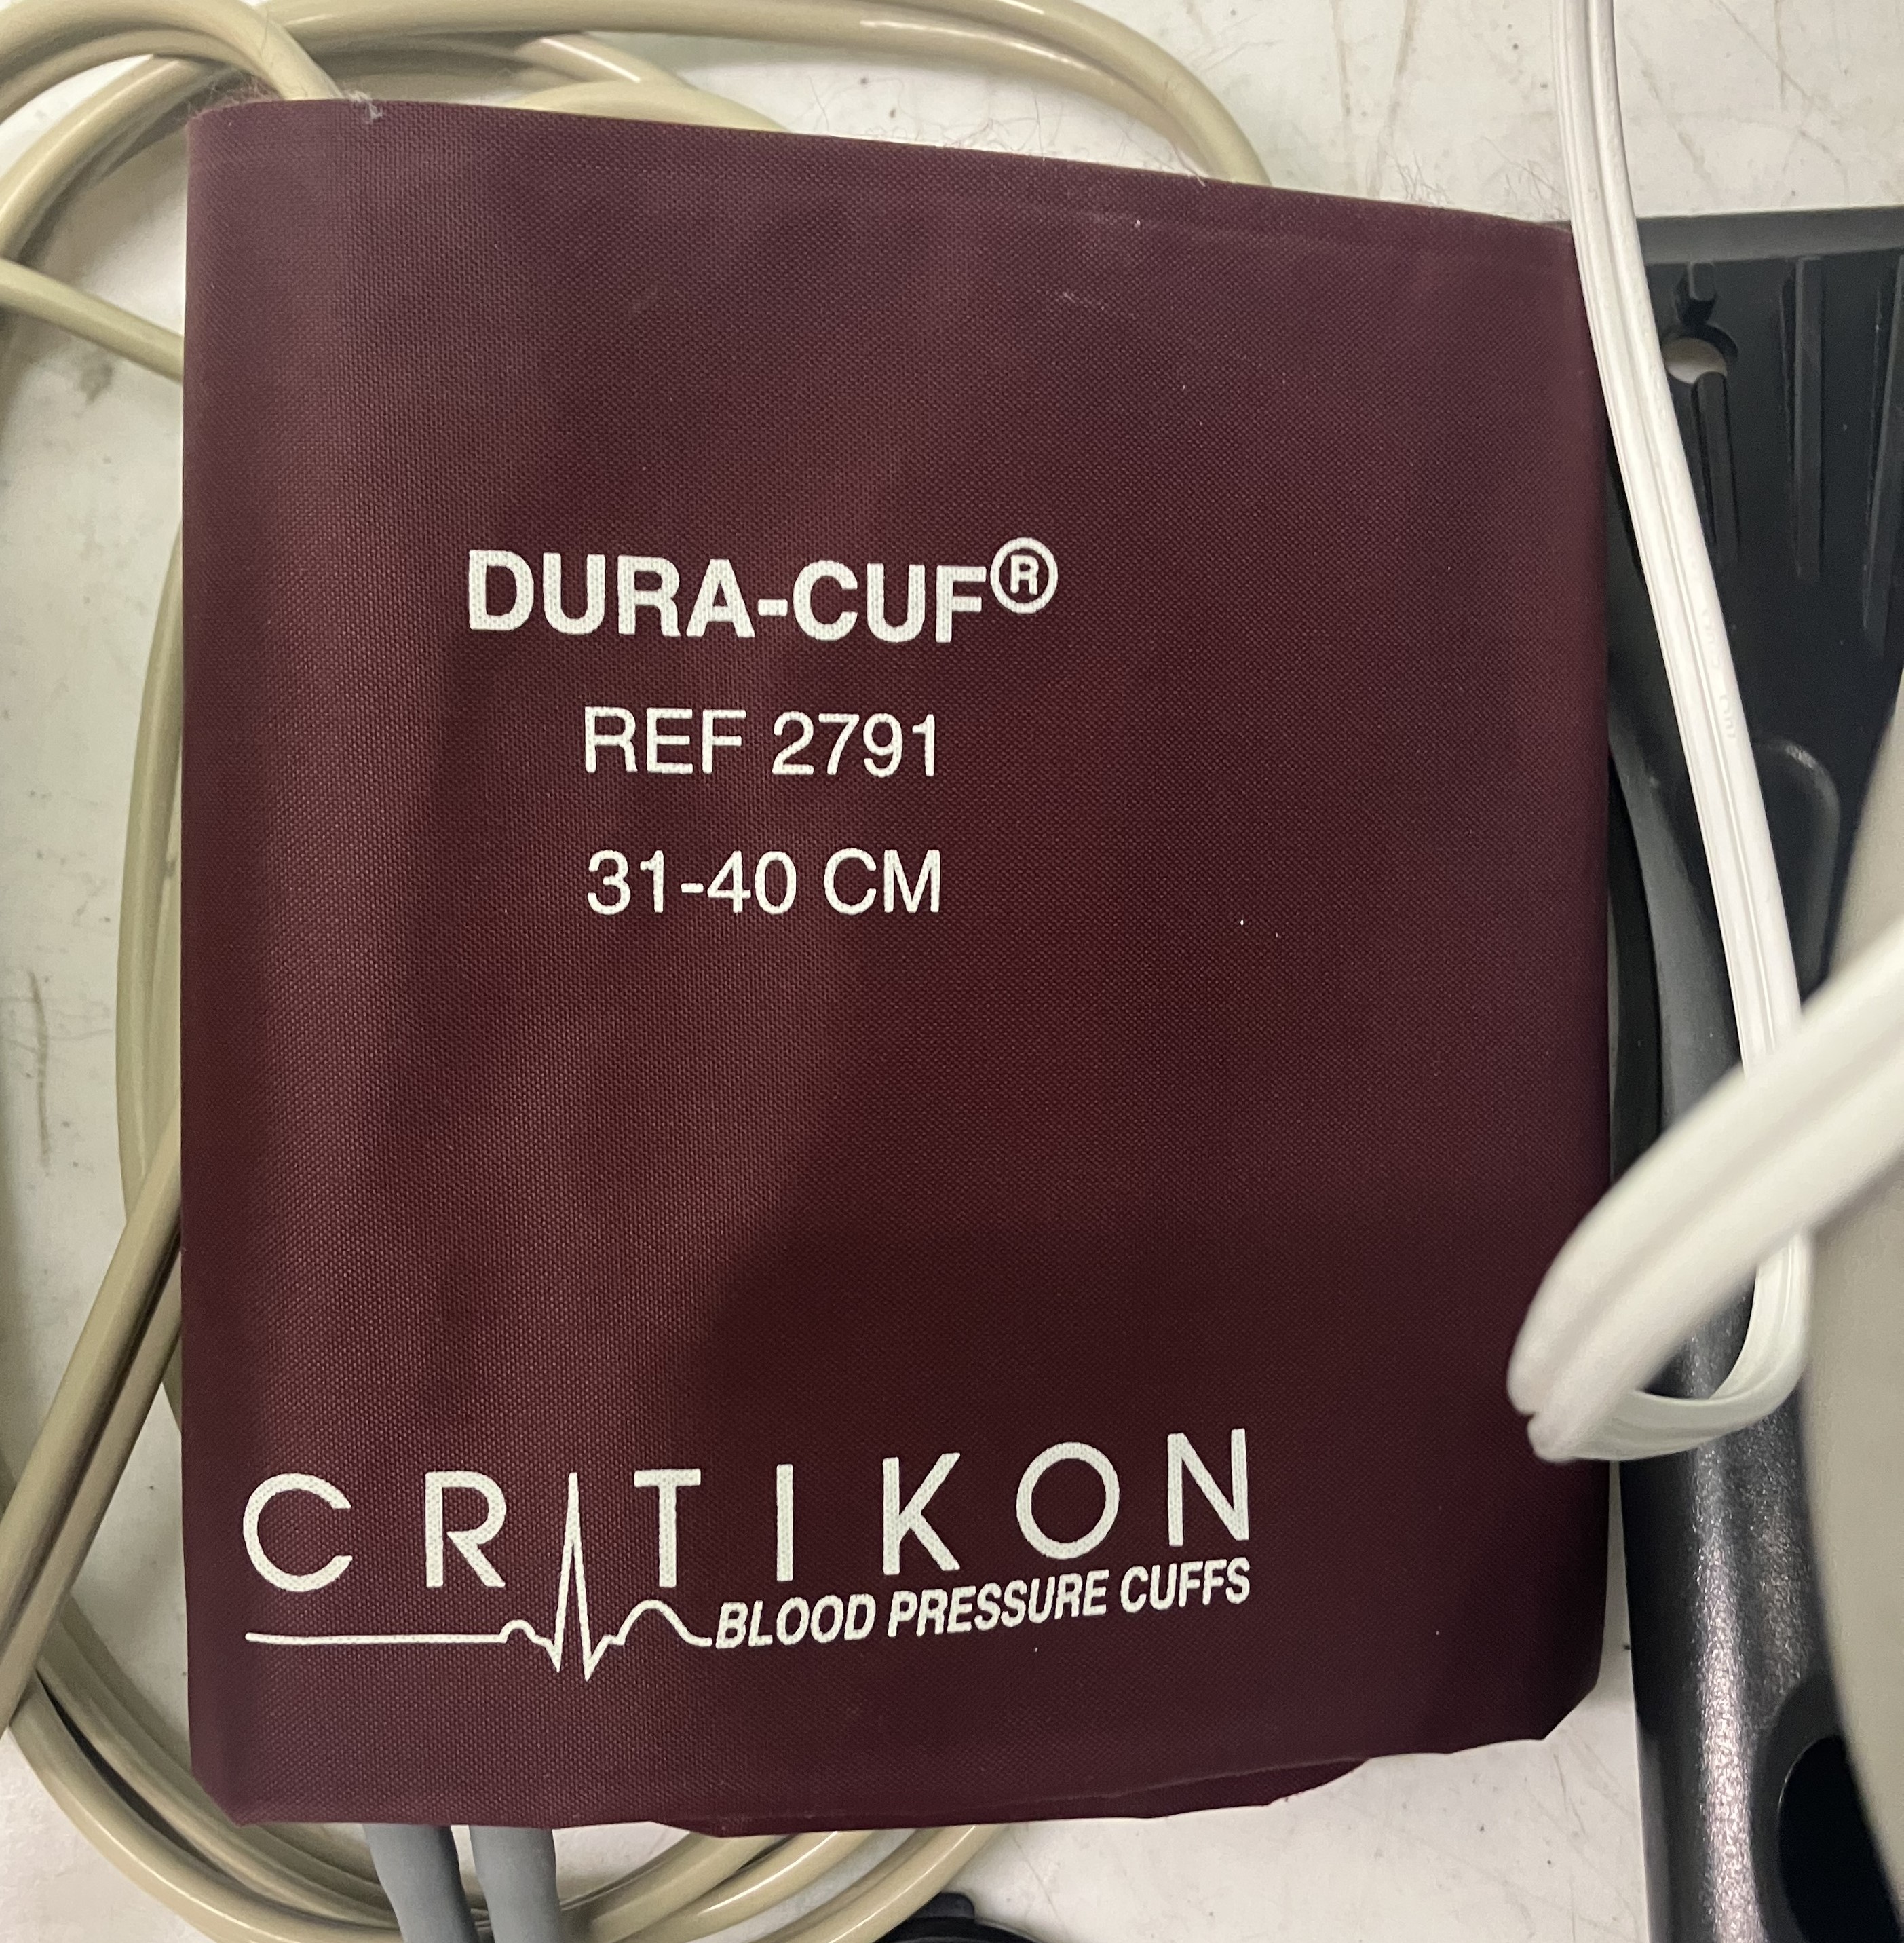 DURA-CUF®
REF 2791
31-40 CM
CRITIKON
BLOOD PRESSURE CUFFS